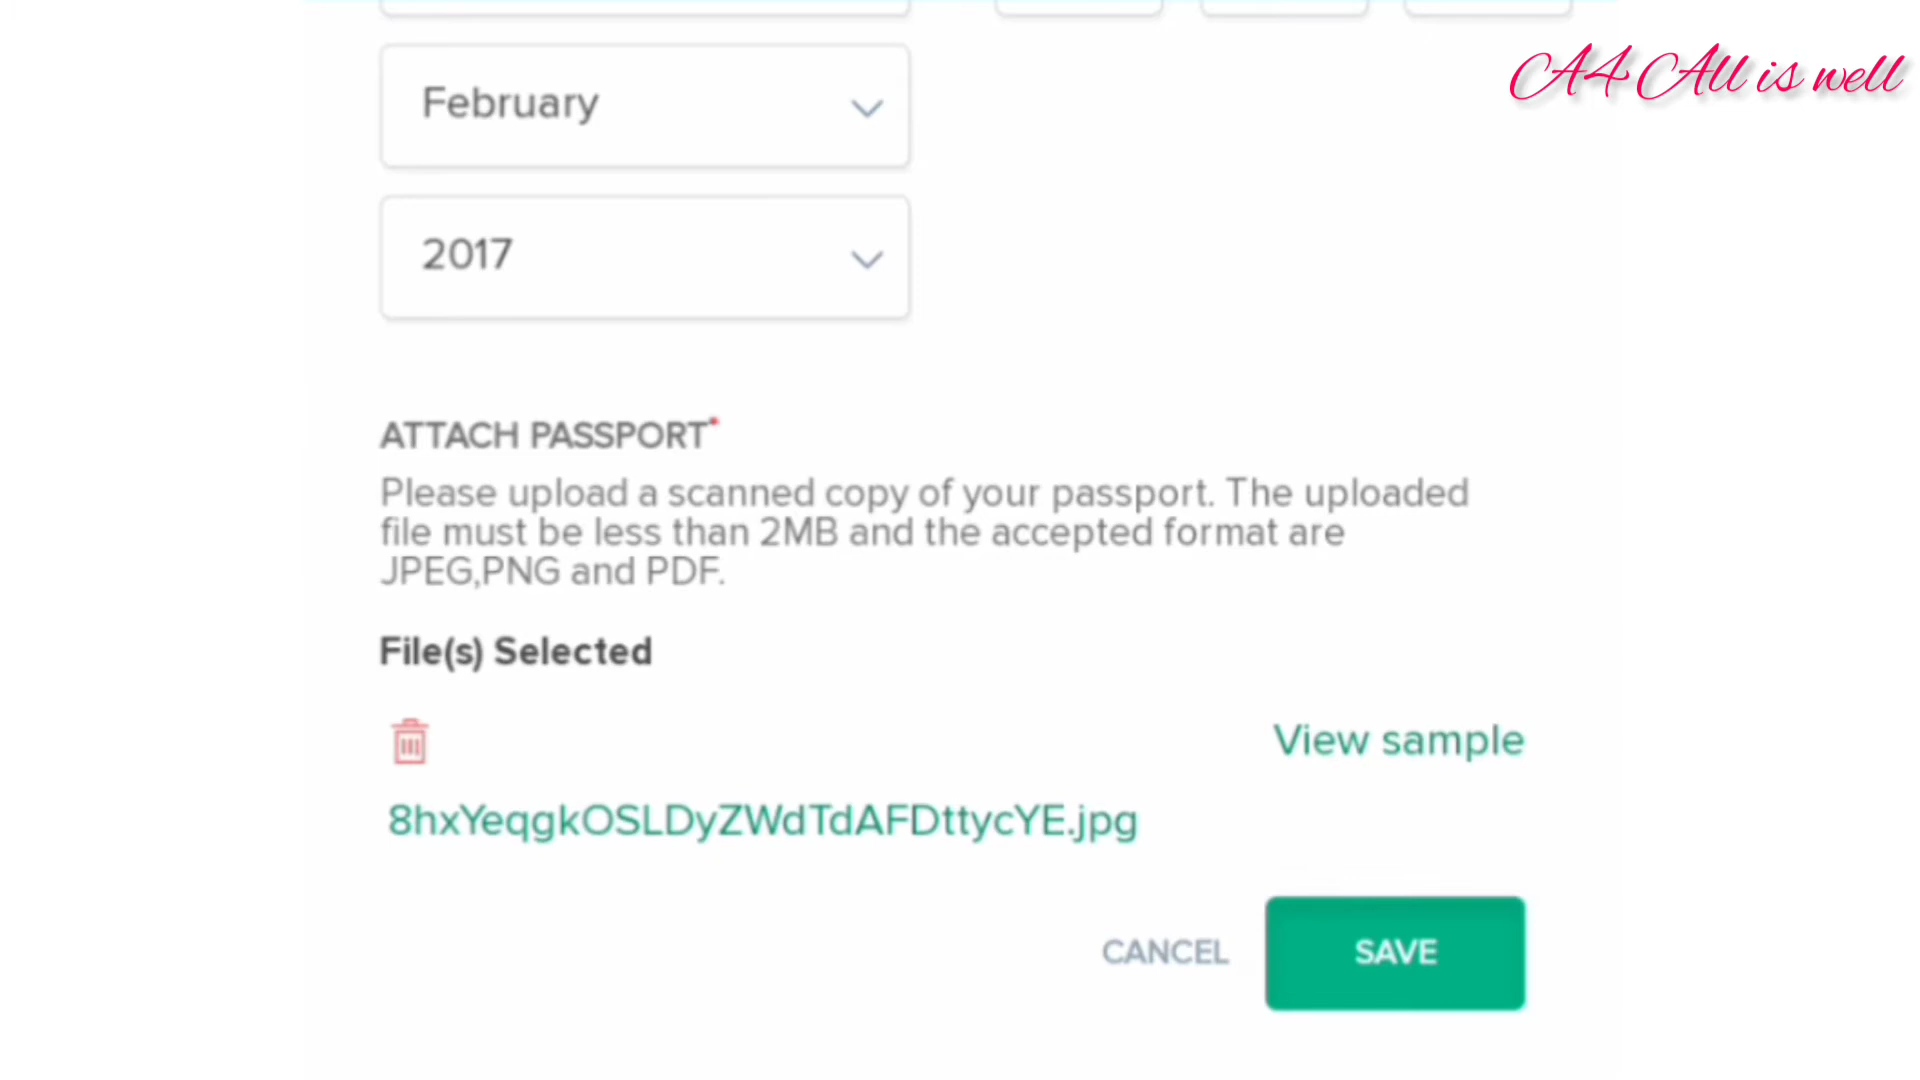 A4 All is well
February
2017
ATTACH PASSPORT*
Please upload a scanned copy of your passport. The uploaded
file must be less than 2MB and the accepted format are
JPEG,PNG and PDF.
File(s) Selected
View sample
8hxYeqgkOSLDyZWdTdAFDttycYE.jpg
CANCEL
SAVE